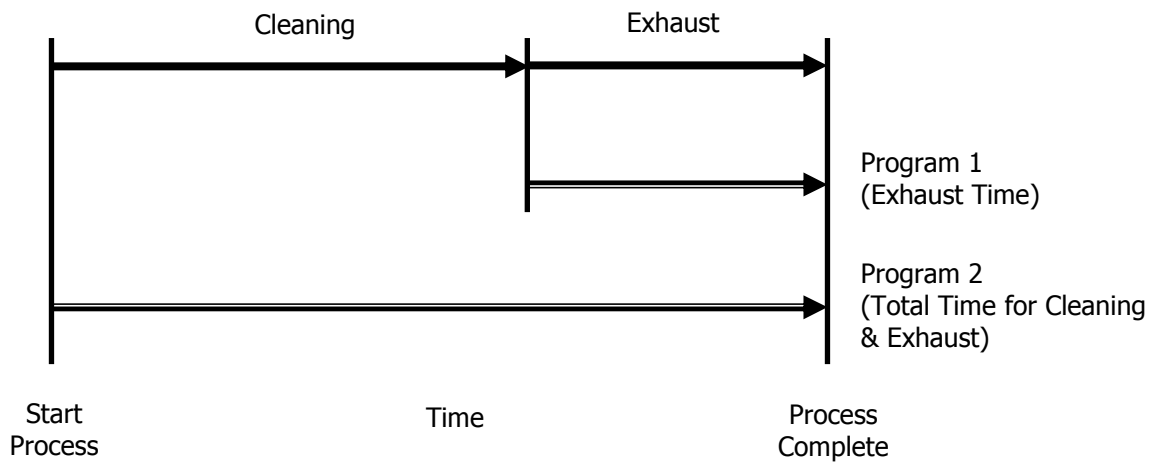 Cleaning
Exhaust
Program 1
(Exhaust Time)
Program 2
(Total Time for Cleaning
& Exhaust)
Start
Process
Time
Process
Complete